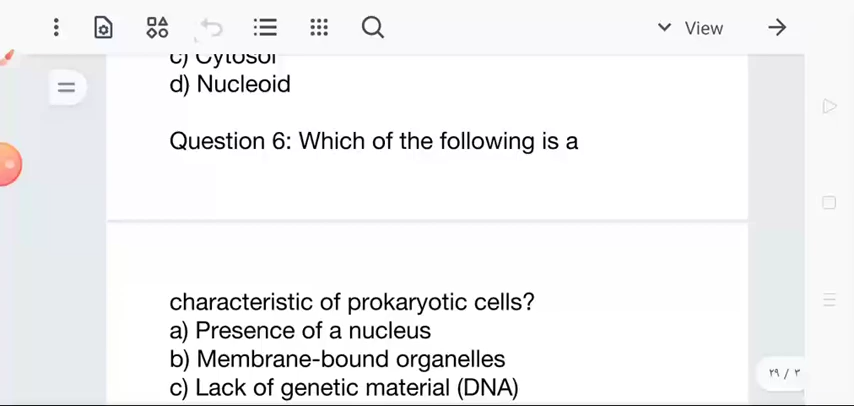 View
c) Cytosol
d) Nucleoid
Question 6: Which of the following is a
characteristic of prokaryotic cells?
a) Presence of a nucleus
b) Membrane-bound organelles
c) Lack of genetic material (DNA)
٢٩ / ٣